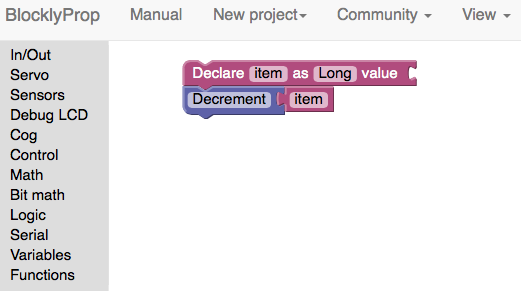 BlocklyProp Manual New project Community View
In/Out
Servo
Sensors
Debug LCD
Cog
Control
Math
Bit math
Logic
Serial
Variables
Functions
Declare item as Long value
Decrement item